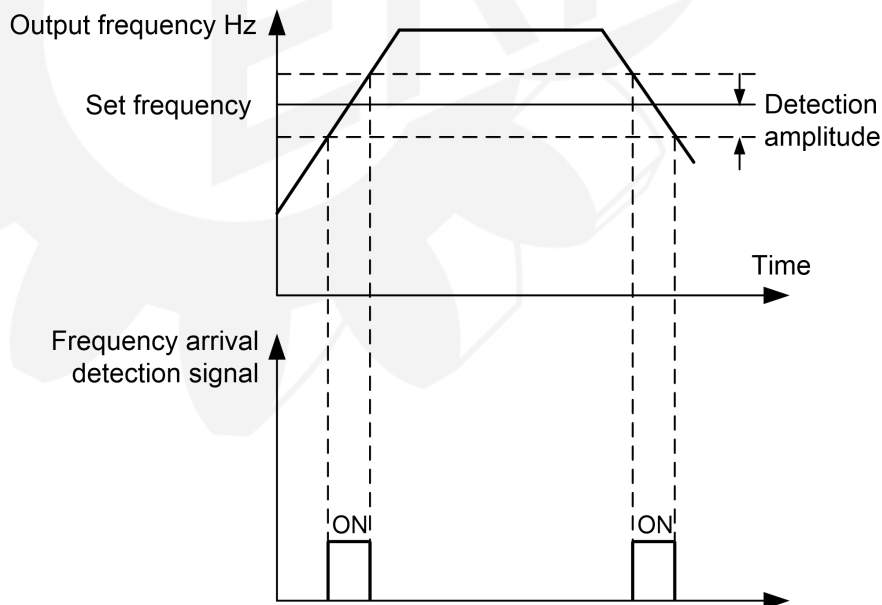 Output frequency Hz
Set frequency
Detection
amplitude
Time
Frequency arrival
detection signal
ON
ON